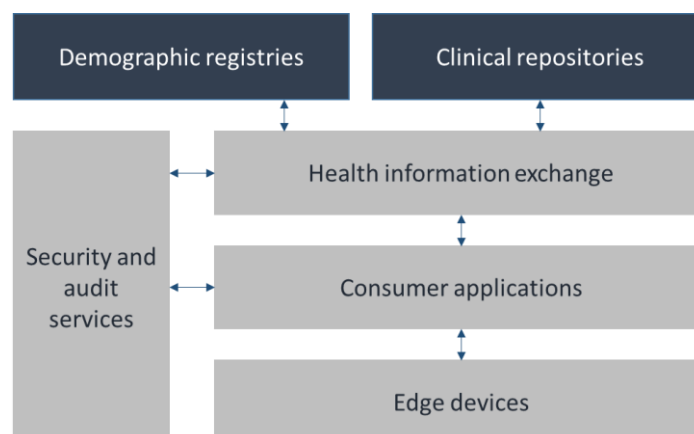 Demographic registries
Clinical repositories
Health information exchange
Security and
audit
services
Consumer applications
Edge devices